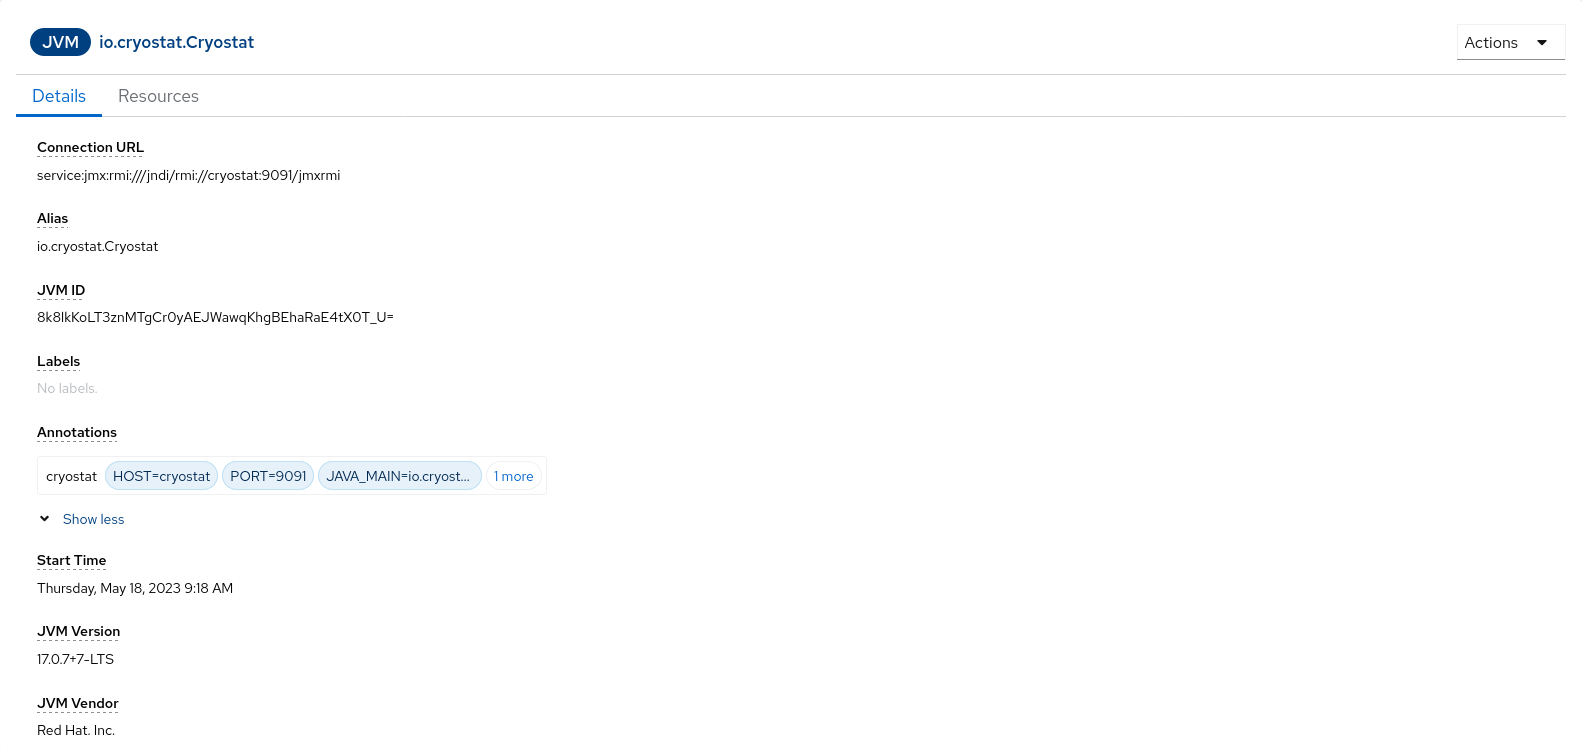 JVM io.cryostat.Cryostat
Actions
Details Resources
Connection URL
service:jmx:rmi:///jndi/rmi://cryostat:9091/jmxrmi
Alias
io.cryostat.Cryostat
JVM ID
8k8lkKoLT3znMTgCr0yAEJWawqKhgBEhaRaE4tX0T_U=
Labels
No labels.
Annotations
cryostat HOST=cryostat PORT=9091 JAVA_MAIN=io.cryost... 1 more
Show less
Start Time
Thursday, May 18, 2023 9:18 AM
JVM Version
17.0.7+7-LTS
JVM Vendor
Red Hat, Inc.